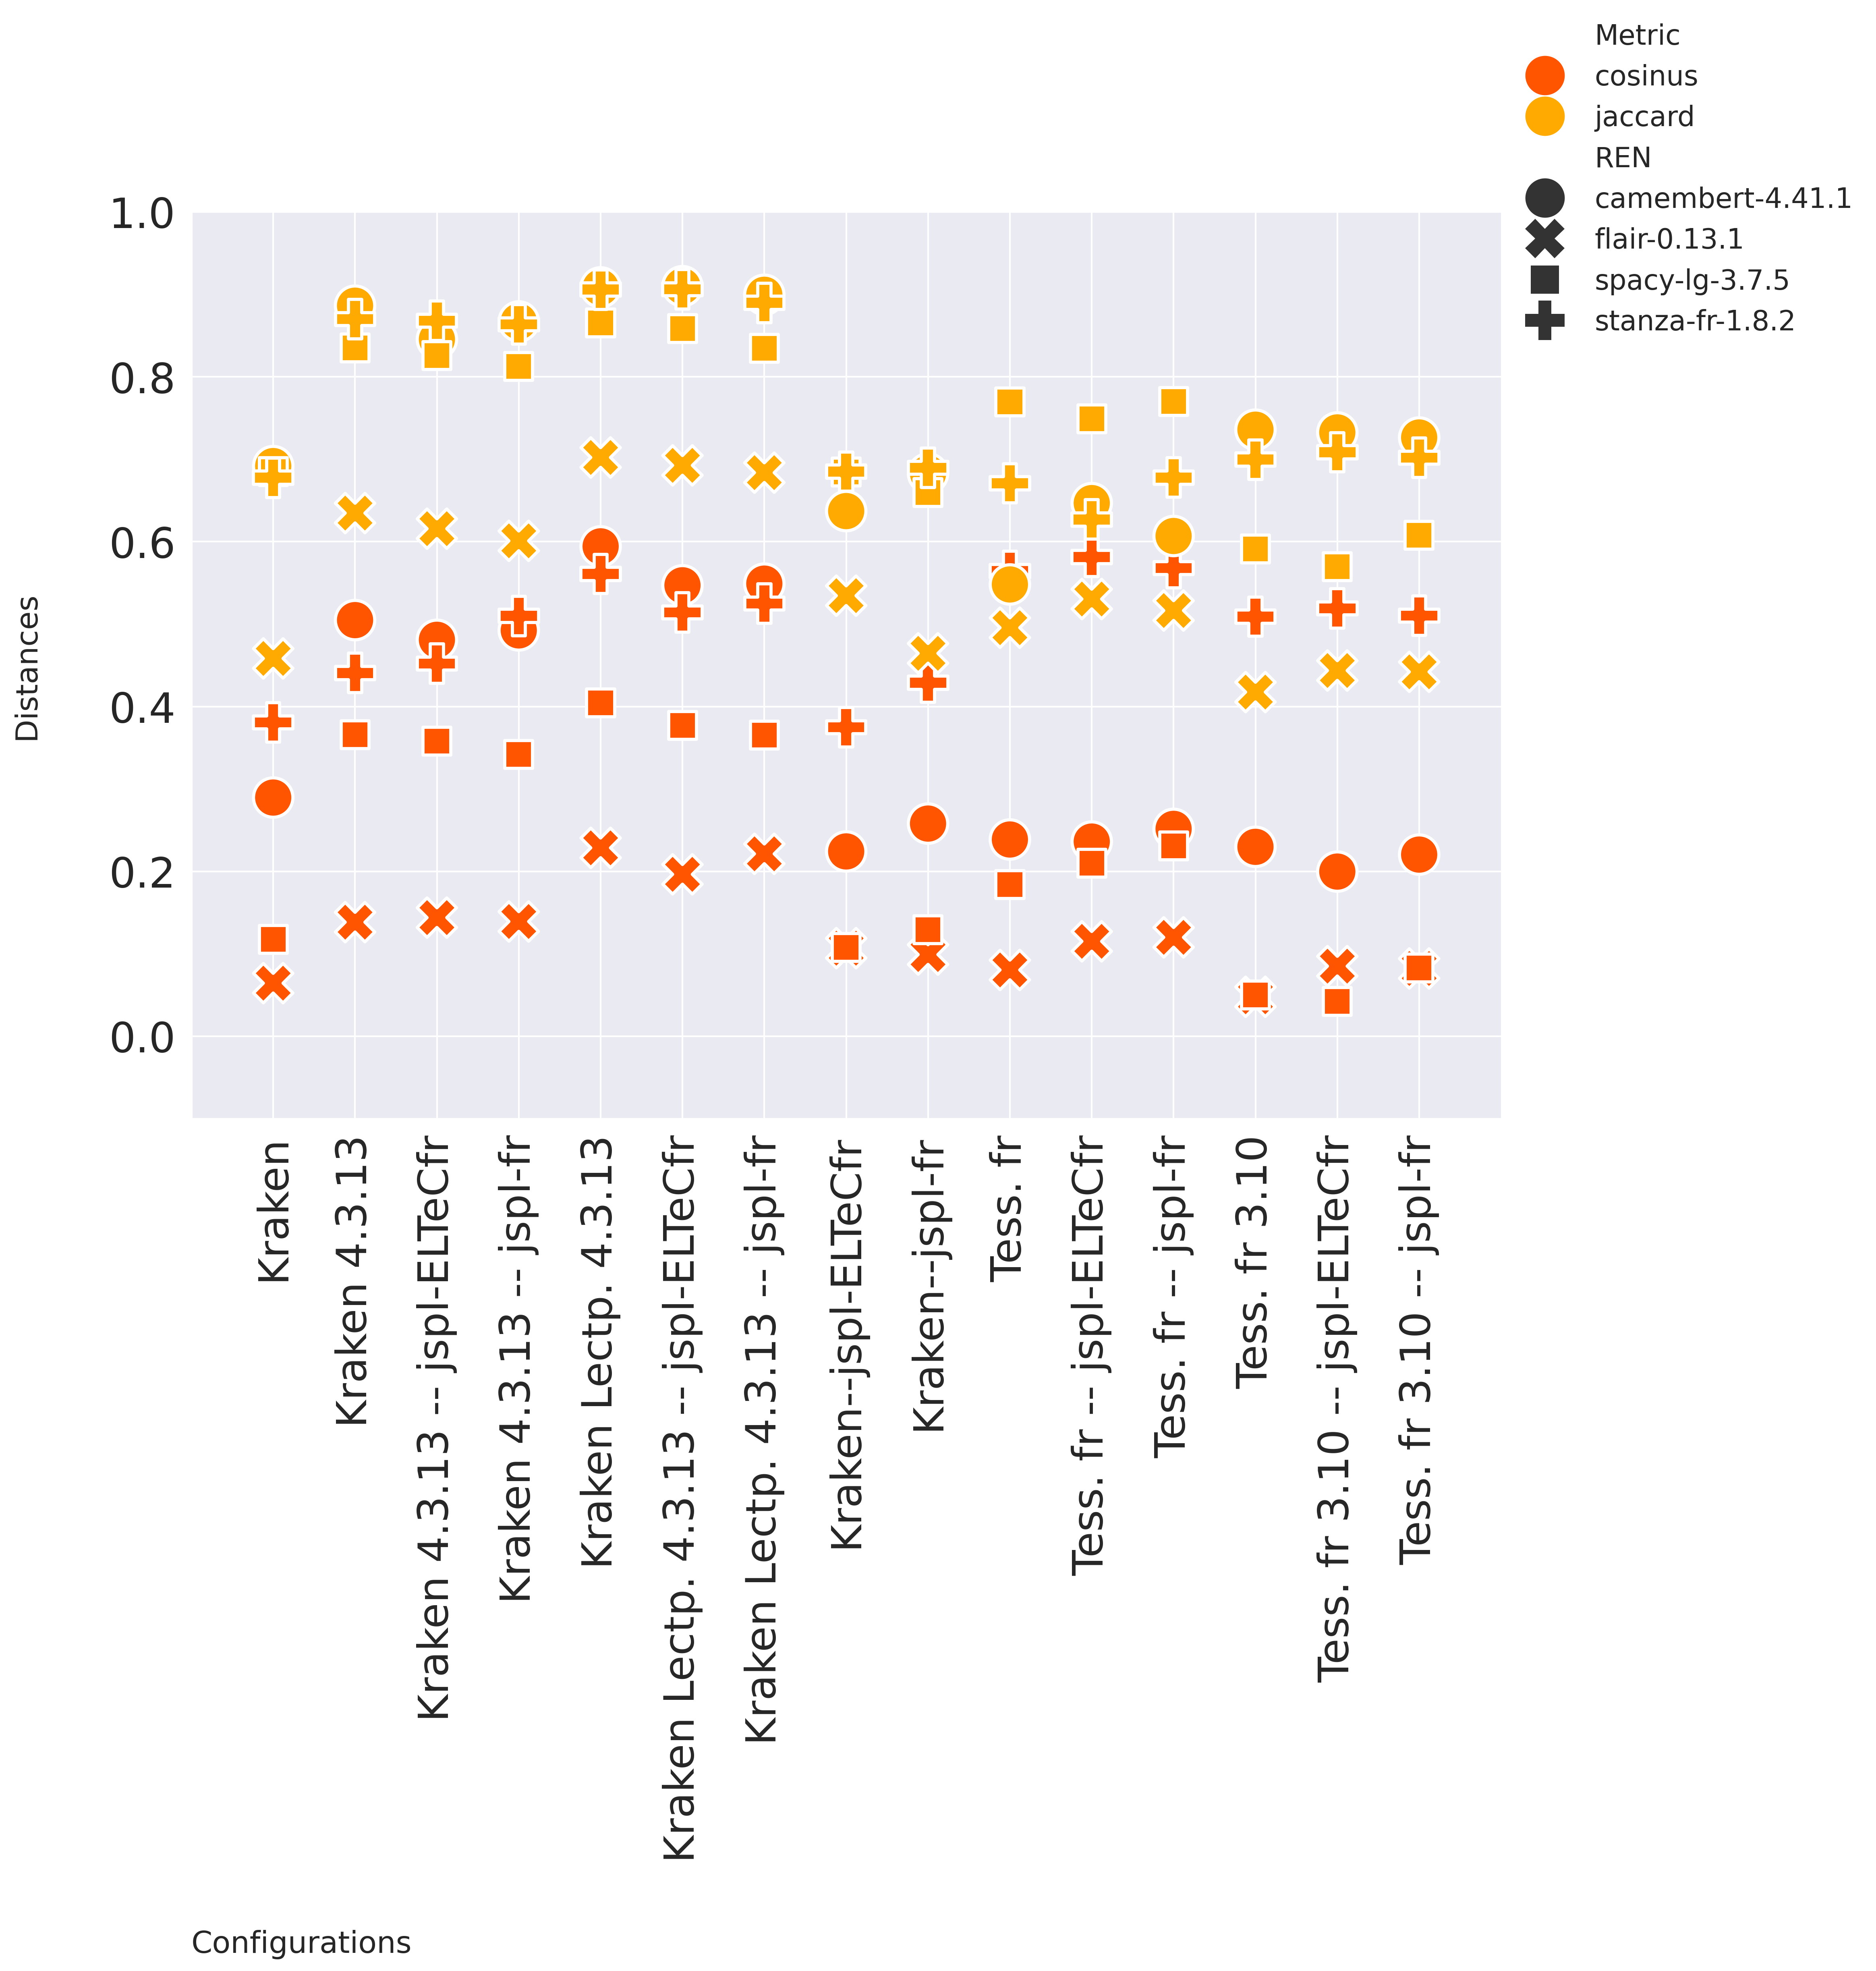 Metric
cosinus
jaccard
REN
camembert-4.41.1
flair-0.13.1
spacy-lg-3.7.5
stanza-fr-1.8.2
1.0
0.8
0.6
0.4
0.2
0.0
Distances
Kraken
Kraken 4.3.13
Kraken 4.3.13 -- jspl-ELTeCfr
Kraken 4.3.13 -- jspl-fr
Kraken Lectp. 4.3.13
Kraken Lectp. 4.3.13 -- jspl-ELTeCfr
Kraken Lectp. 4.3.13 -- jspl-fr
Kraken--jspl-ELTeCfr
Kraken--jspl-fr
Tess. fr
Tess. fr -- jspl-ELTeCfr
Tess. fr -- jspl-fr
Tess. fr 3.10
Tess. fr 3.10 -- jspl-ELTeCfr
Tess. fr 3.10 -- jspl-fr
Configurations